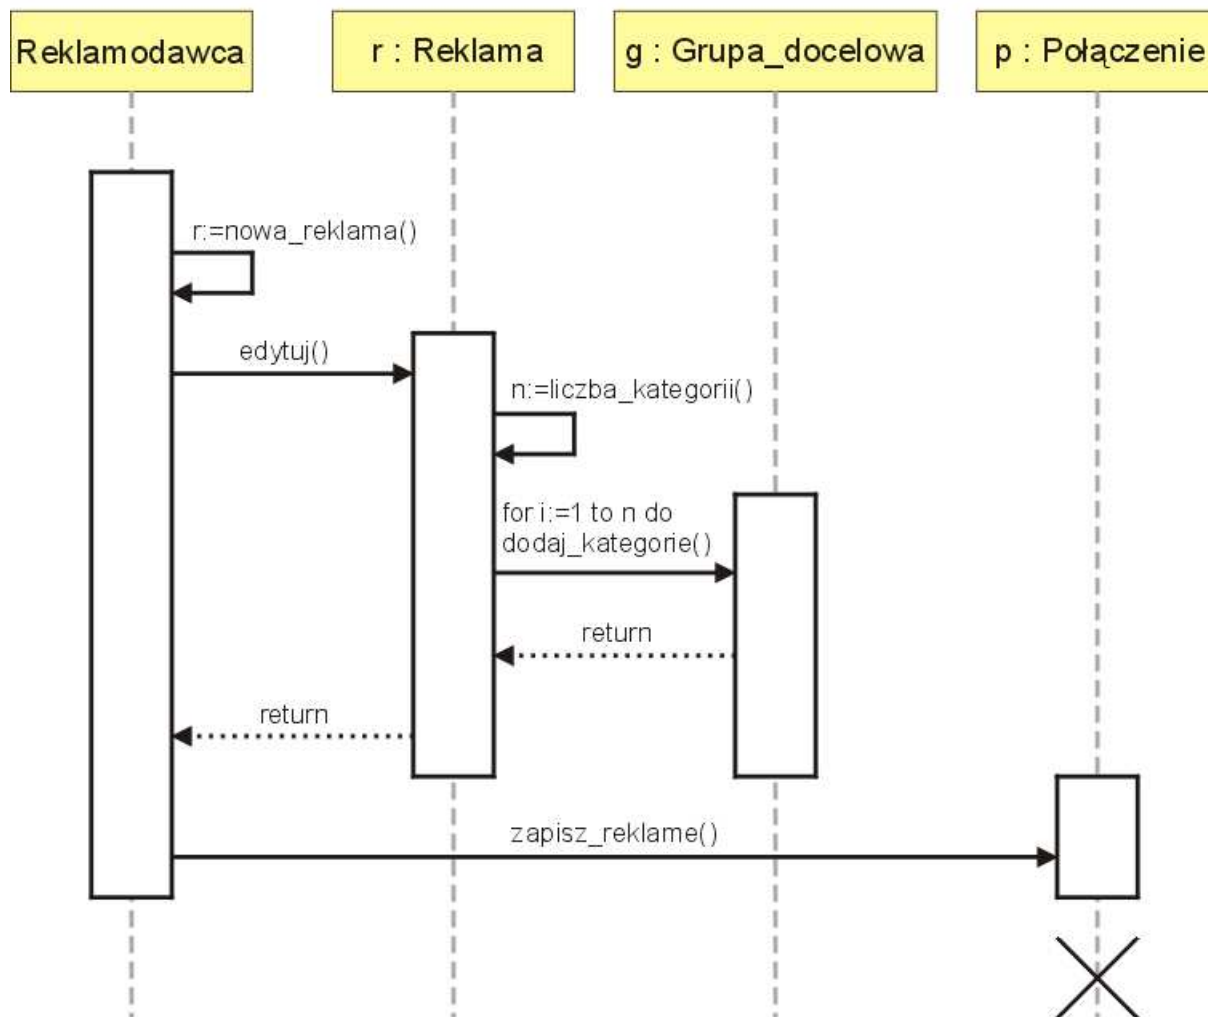 Reklamodawca
r : Reklama
g : Grupa_docelowa
p : Połączenie
r:=nowa_reklama()
edytuj()
n:=liczba_kategorii()
for i:=1 to n do
dodaj_kategorie()
return
return
zapisz_reklame()